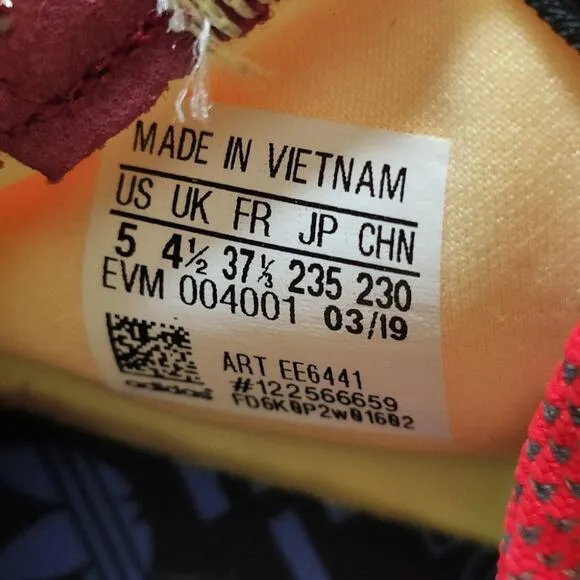 MADE IN VIETNAM
US UK FR JP CHN
5 4½ 37⅓ 235 230
EVM 004001 03/19
ART EE6441
#122566659
adidas
FD6K0P2w01602